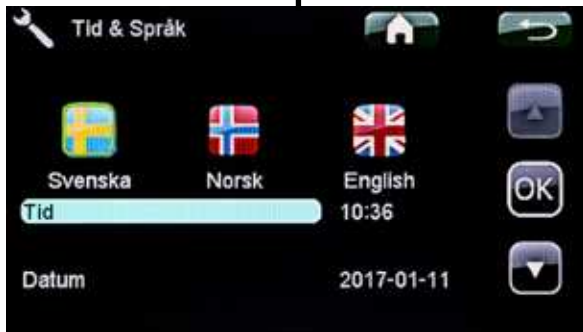 Tid & Språk
Svenska Norsk English
OK
Tid 10:36
Datum 2017-01-11